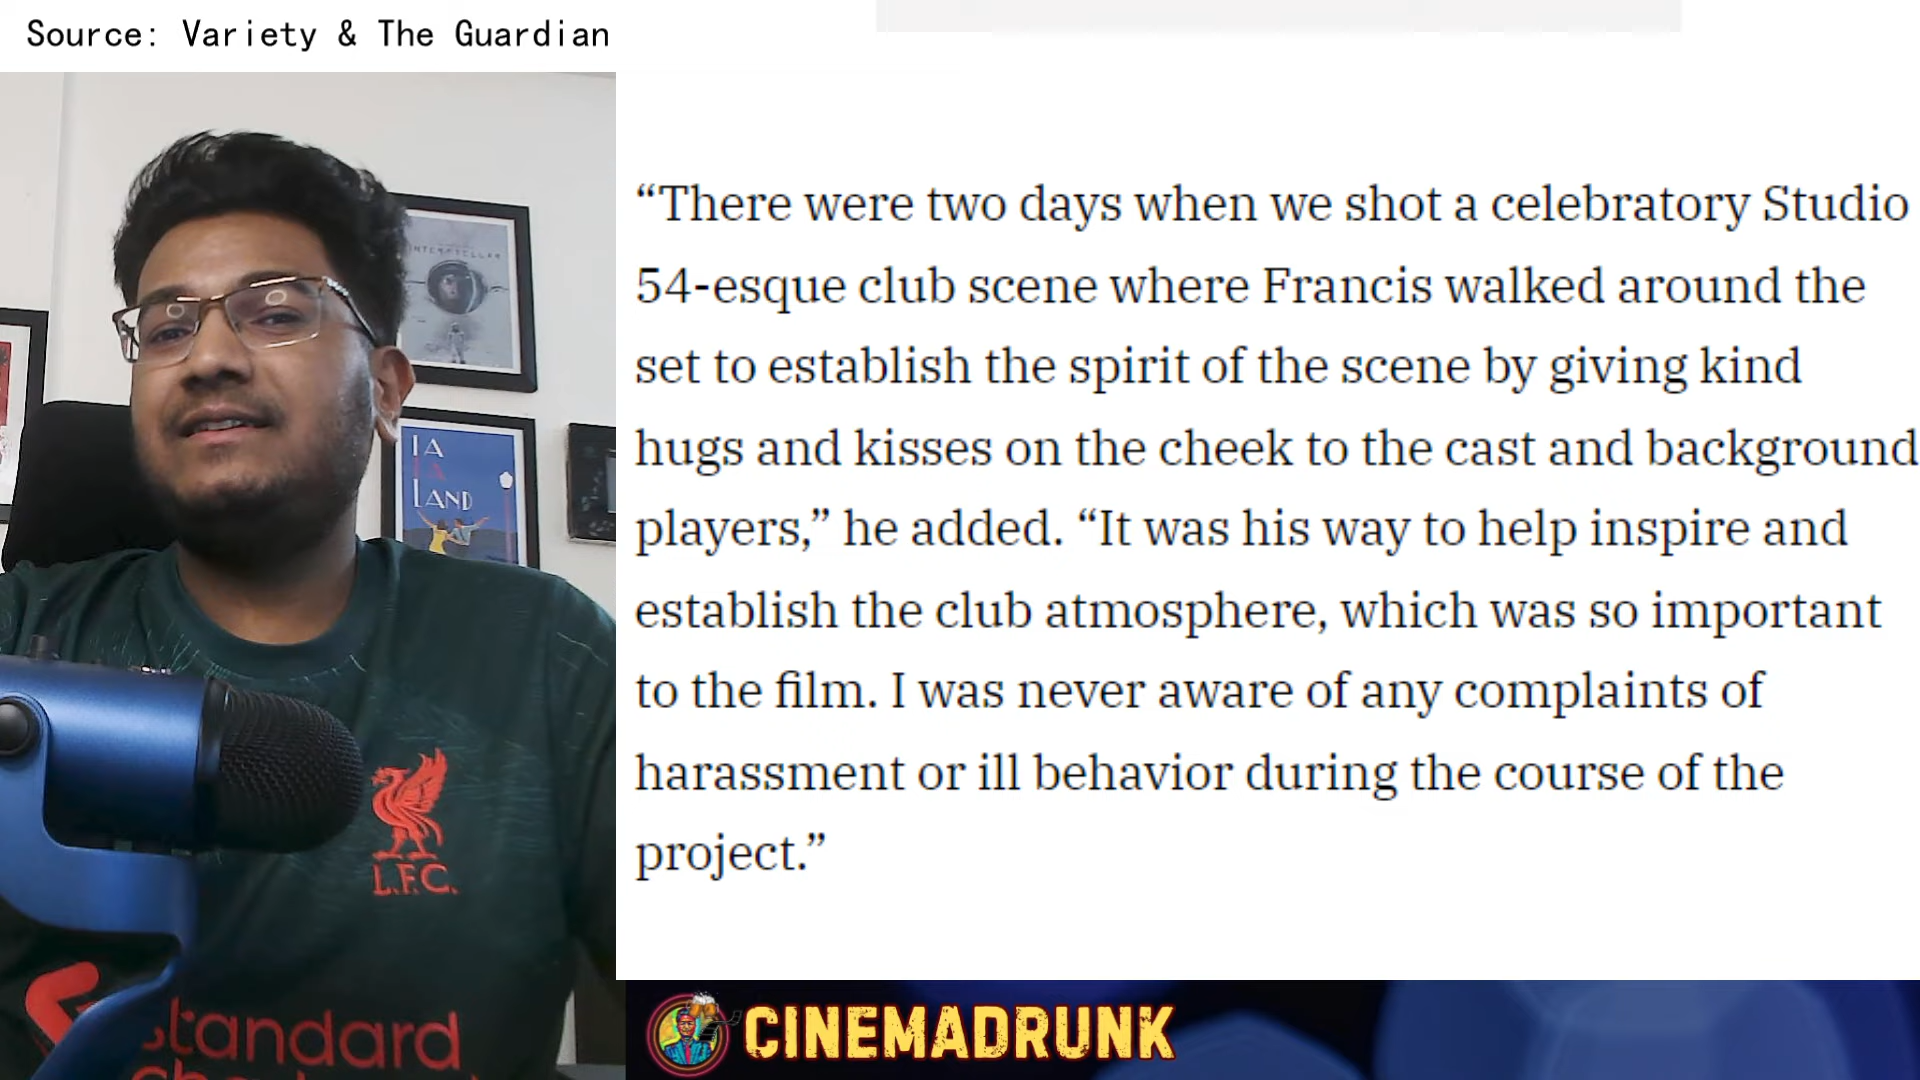 Source: Variety & The Guardian
“There were two days when we shot a celebratory Studio
54-esque club scene where Francis walked around the
set to establish the spirit of the scene by giving kind
hugs and kisses on the cheek to the cast and background
players,” he added. “It was his way to help inspire and
establish the club atmosphere, which was so important
to the film. I was never aware of any complaints of
harassment or ill behavior during the course of the
project.”
INTERSTELLAR
LA
LA
LAND
L.F.C.
Standard
CINEMADRUNK